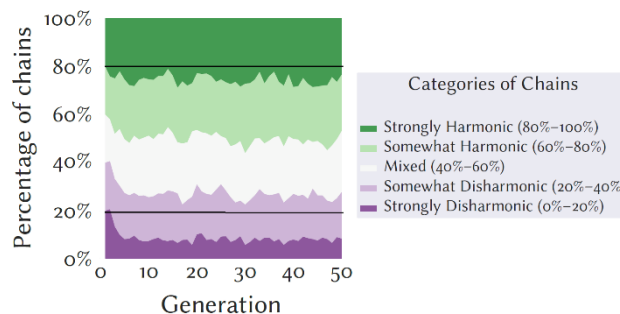 100%
80%
60%
40%
20%
0%
Percentage of chains
0 10 20 30 40 50
Generation
Categories of Chains
Strongly Harmonic (80%–100%)
Somewhat Harmonic (60%–80%)
Mixed (40%–60%)
Somewhat Disharmonic (20%–40%
Strongly Disharmonic (0%–20%)